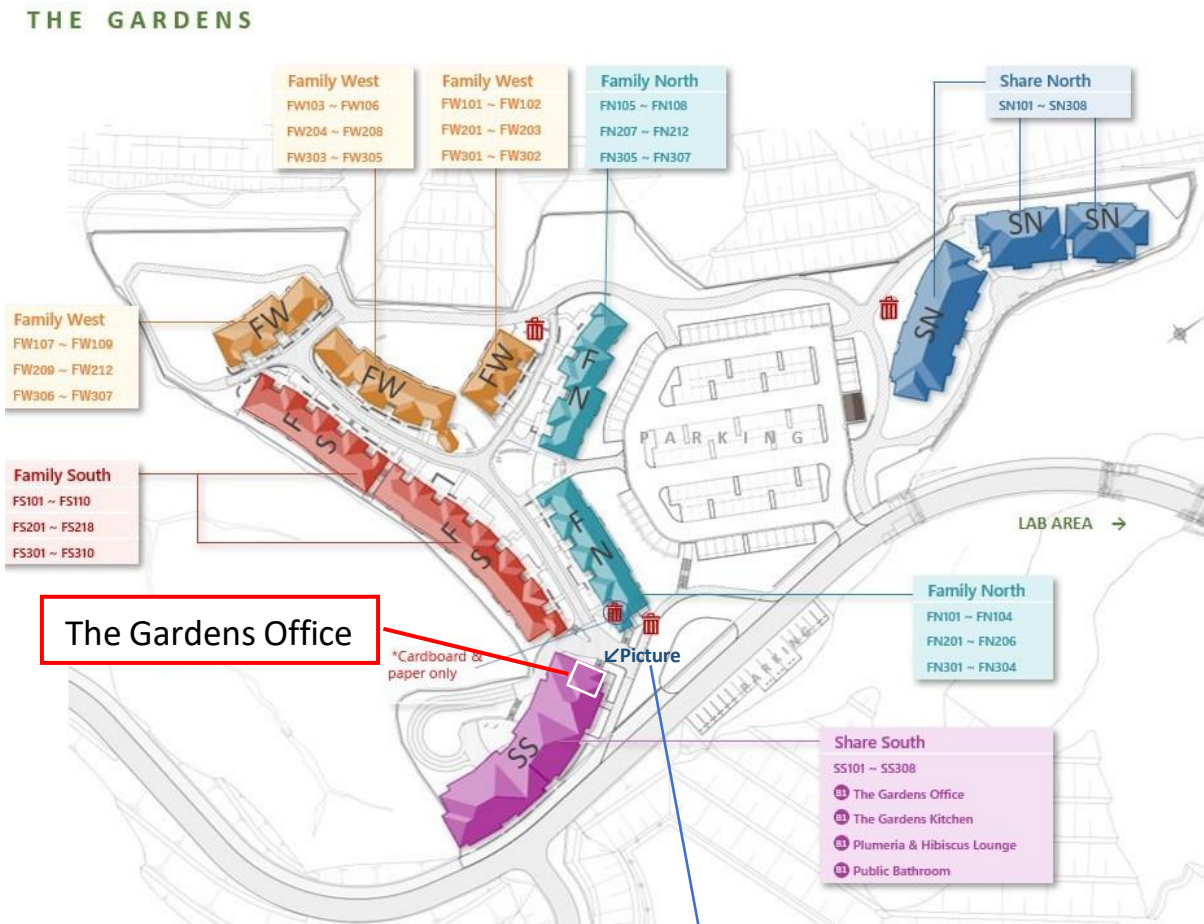 THE GARDENS
Family West
FW103 ~ FW106
FW204 ~ FW208
FW303 ~ FW305
Family West
FW101 ~ FW102
FW201 ~ FW203
FW301 ~ FW302
Family North
FN105 ~ FN108
FN207 ~ FN212
FN305 ~ FN307
Share North
SN101 ~ SN308
SN
SN
SN
Family West
FW107 ~ FW109
FW209 ~ FW212
FW306 ~ FW307
FW
FW
FW
F N
PARKING
F S
Family South
FS101 ~ FS110
FS201 ~ FS218
FS301 ~ FS310
F S
F N
LAB AREA →
Family North
FN101 ~ FN104
FN201 ~ FN206
FN301 ~ FN304
The Gardens Office
*Cardboard &
paper only
↙Picture
PARKING
SS
Share South
SS101 ~ SS308
B1 The Gardens Office
B1 The Gardens Kitchen
B1 Plumeria & Hibiscus Lounge
B1 Public Bathroom